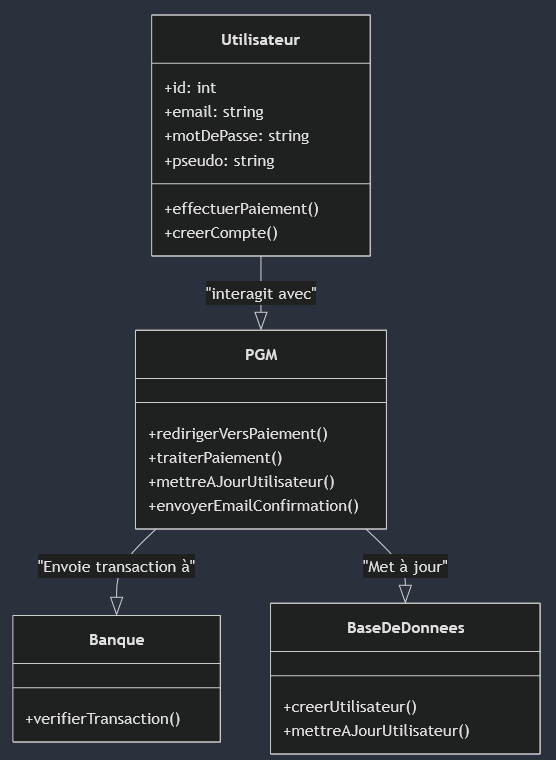 Utilisateur
+id: int
+email: string
+motDePasse: string
+pseudo: string
+effectuerPaiement()
+creerCompte()
"interagit avec"
PGM
+redirigerVersPaiement()
+traiterPaiement()
+mettreAJourUtilisateur()
+envoyerEmailConfirmation()
"Envoie transaction à"
"Met à jour"
Banque
+verifierTransaction()
BaseDeDonnees
+creerUtilisateur()
+mettreAJourUtilisateur()